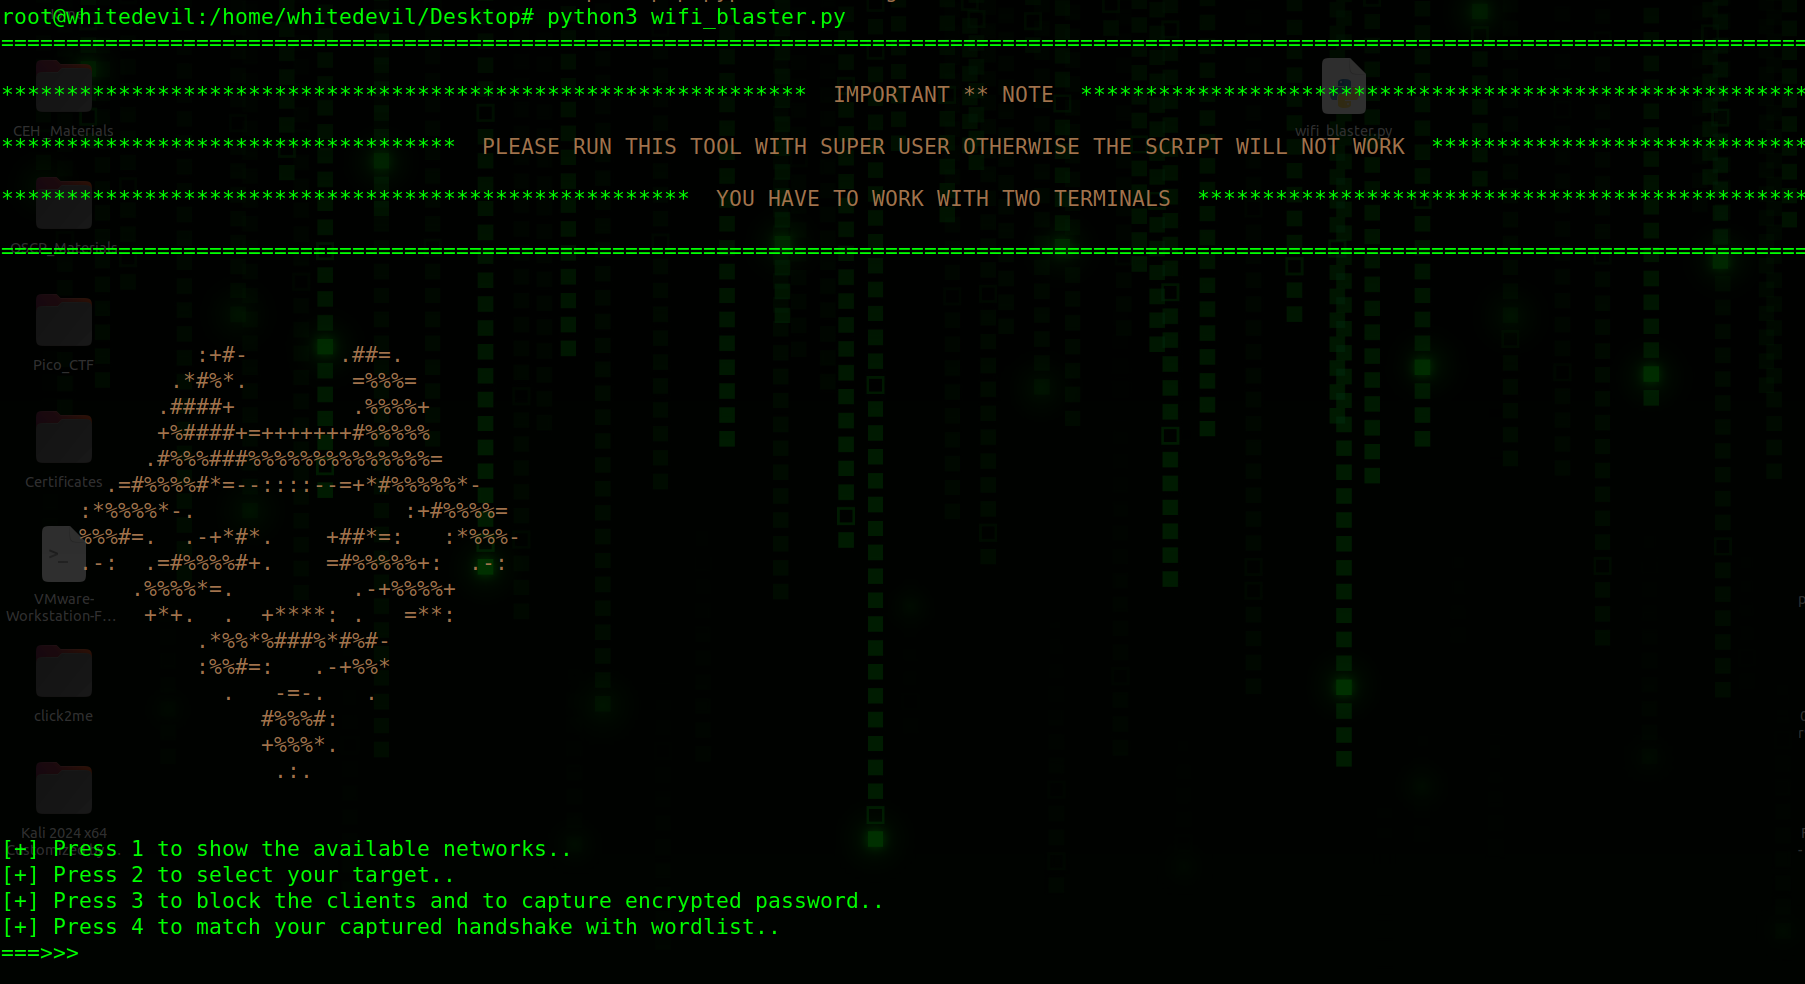 root@whitedevil:/home/whitedevil/Desktop# python3 wifi_blaster.py
IMPORTANT ** NOTE
PLEASE RUN THIS TOOL WITH SUPER USER OTHERWISE THE SCRIPT WILL NOT WORK
YOU HAVE TO WORK WITH TWO TERMINALS
CEH_Materials
wifi_blaster.py
OSCP_Materials
Pico_CTF
Certificates
VMware-
Workstation-F...
click2me
Kali 2024 x64
[+] Press 1 to show the available networks..
[+] Press 2 to select your target..
[+] Press 3 to block the clients and to capture encrypted password..
[+] Press 4 to match your captured handshake with wordlist..
===>>>